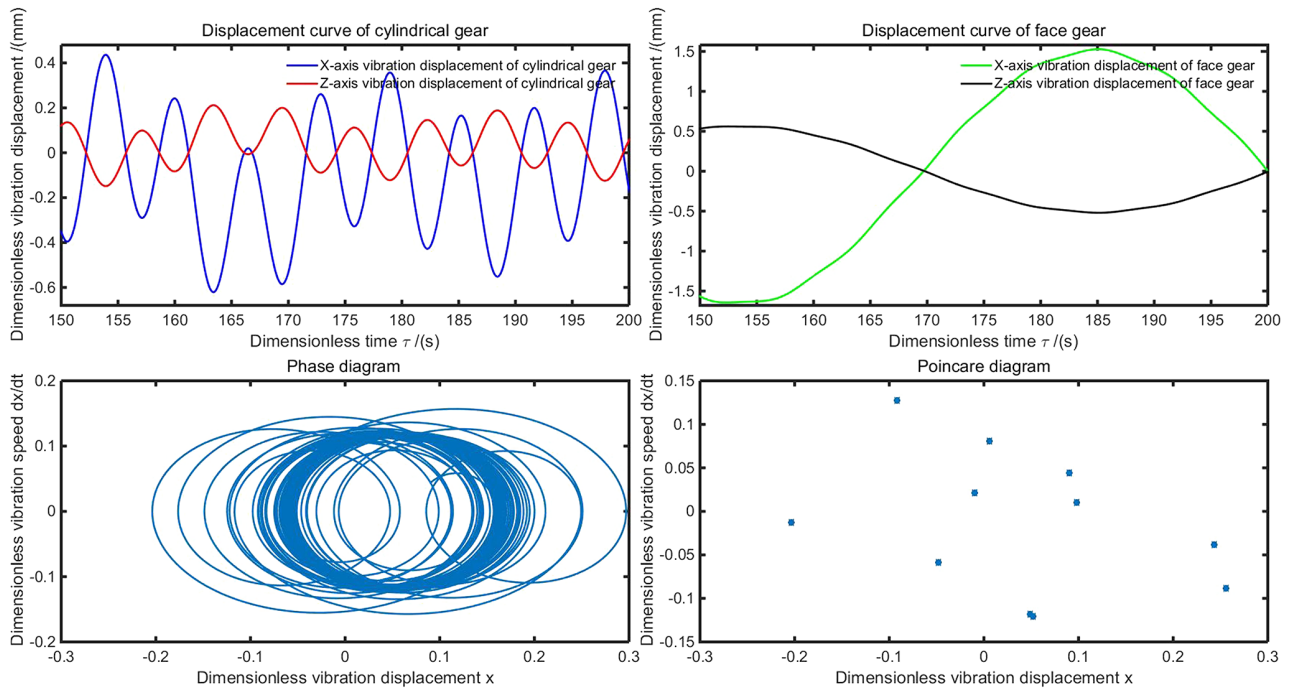 Displacement curve of cylindrical gear
Dimensionless vibration displacement /(mm)
0.4
0.2
0
-0.2
-0.4
-0.6
X-axis vibration displacement of cylindrical gear
Z-axis vibration displacement of cylindrical gear
150 155 160 165 170 175 180 185 190 195 200
Dimensionless time τ /(s)
Displacement curve of face gear
Dimensionless vibration displacement /(mm)
1.5
1
0.5
0
-0.5
-1
-1.5
X-axis vibration displacement of face gear
Z-axis vibration displacement of face gear
150 155 160 165 170 175 180 185 190 195 200
Dimensionless time τ /(s)
Phase diagram
Dimensionless vibration speed dx/dt
0.2
0.1
0
-0.1
-0.2
-0.3 -0.2 -0.1 0 0.1 0.2 0.3
Dimensionless vibration displacement x
Poincare diagram
Dimensionless vibration speed dx/dt
0.15
0.1
0.05
0
-0.05
-0.1
-0.15
-0.3 -0.2 -0.1 0 0.1 0.2 0.3
Dimensionless vibration displacement x